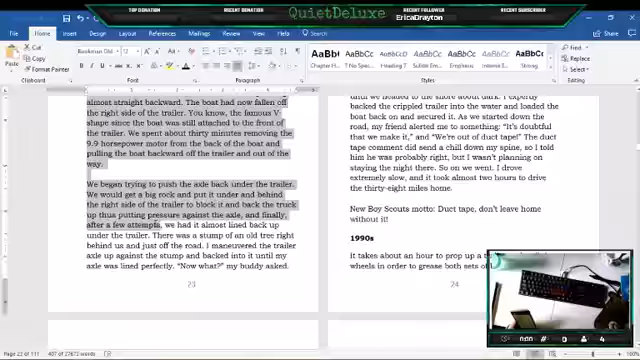 TOP DONATION
RECENT DONATION
QuietDeluxe
RECENT FOLLOWER
EricaDrayton
RECENT SUBSCRIBER
File
Home
Insert
Design
Layout
References
Mailings
Review
View
Help
Cut
Copy
Format Painter
Paste
Find
Replace
Select
Font
Paragraph
Styles
Editing
Strong
almost straight backward. The boat had now fallen off
the right side of the trailer. You know, the famous V
shape since the boat was still attached to the front of
the trailer. We spent about thirty minutes removing the
9.9 horsepower motor from the back of the boat and
pulling the boat backward off the trailer and out of the
way.
We began trying to push the axle back under the trailer.
We would get a big rock and put it under and behind
the right side of the trailer to block it and back the truck
up thus putting pressure against the axle, and finally,
after a few attempts, we had it almost lined back up
under the trailer. There was a stump of an old tree right
behind us and just off the road. I maneuvered the trailer
axle up against the stump and backed into it until my
axle was lined perfectly. “Now what?” my buddy asked.
23
until we headed to the shore about dark. I expertly
backed the crippled trailer into the water and loaded the
boat back on and secured it. As we started down the
road, my friend alerted me to something: “It’s doubtful
that we make it,” and “We’re out of duct tape!” The duct
tape comment did send a chill down my spine, so I told
him he was probably right, but I wasn’t planning on
staying the night there. So on we went. I drove
extremely slow, and it took almost two hours to drive
the thirty-eight miles home.
New Boy Scouts motto: Duct tape, don’t leave home
without it!
1990s
It takes about an hour to prop up a
wheels in order to grease both sets of
24
0:00
0
4
Page 23 of 111
407 of 27672 words